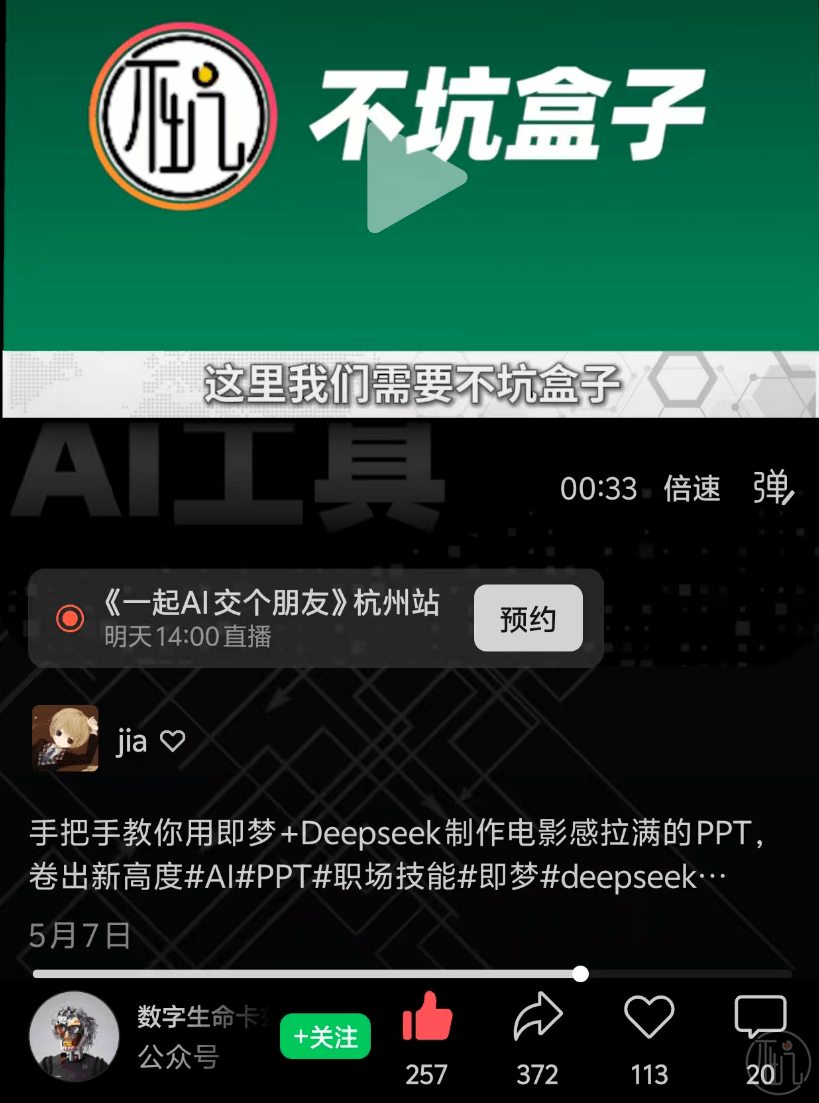 不坑
不坑盒子
这里我们需要不坑盒子
AI工具
00:33 倍速 弹
《一起AI交个朋友》杭州站
明天14:00直播
预约
jia
手把手教你用即梦+Deepseek制作电影感拉满的PPT,
卷出新高度#AI#PPT#职场技能#即梦#deepseek…
5月7日
数字生命卡
公众号
+关注
257
372
113
20
不坑